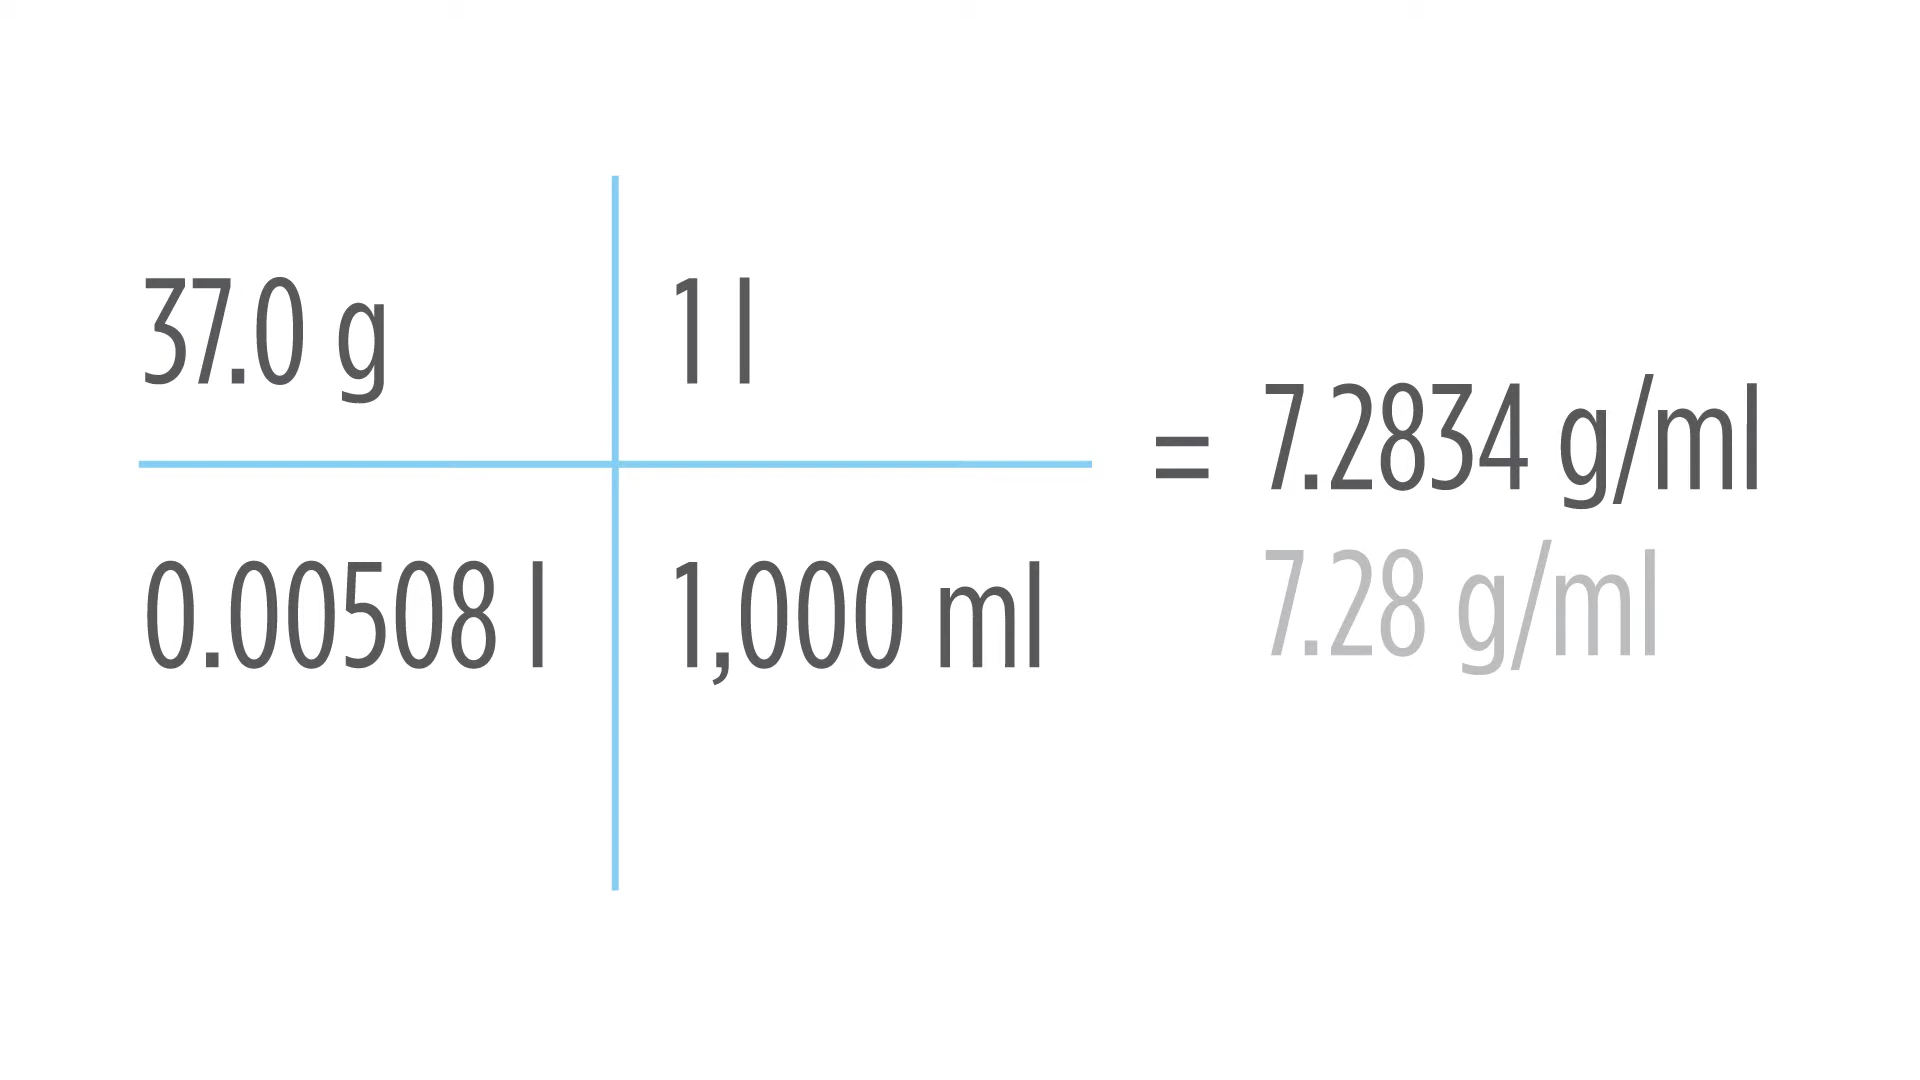 37.0 g 1 l
0.00508 l 1,000 ml
= 7.2834 g/ml
7.28 g/ml